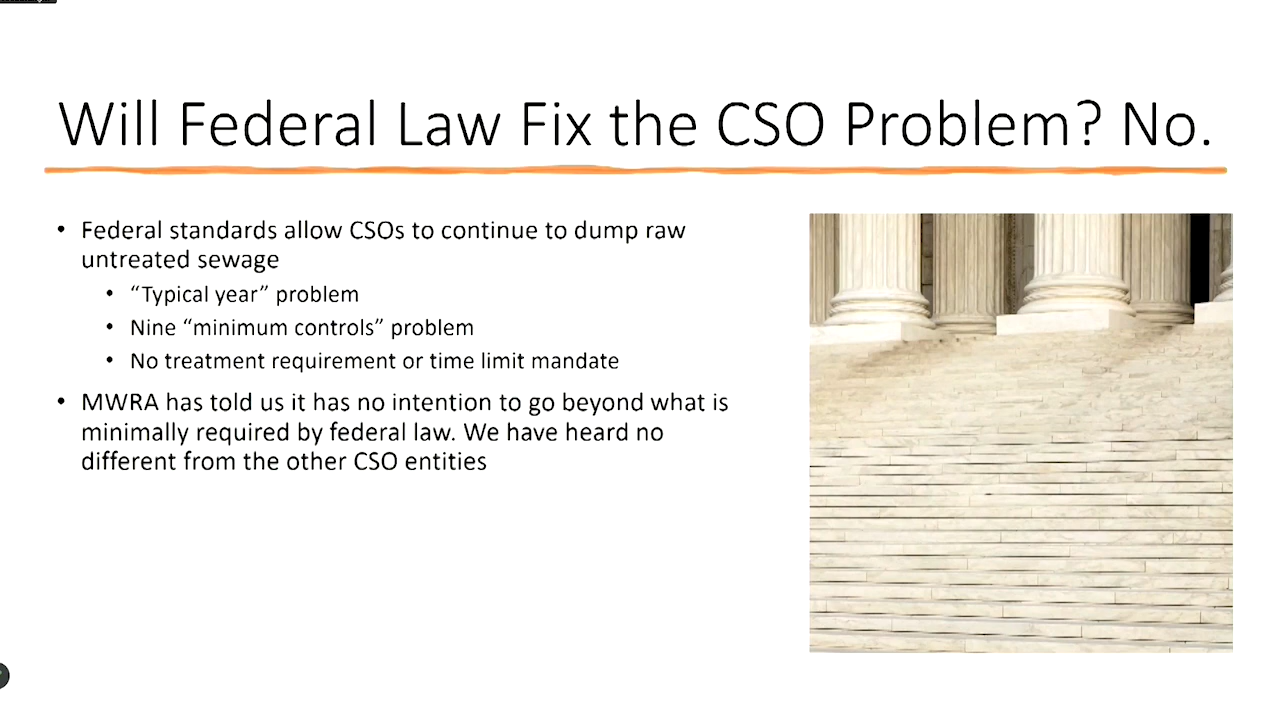 Will Federal Law Fix the CSO Problem? No.
• Federal standards allow CSOs to continue to dump raw
untreated sewage
• “Typical year” problem
• Nine “minimum controls” problem
• No treatment requirement or time limit mandate
• MWRA has told us it has no intention to go beyond what is
minimally required by federal law. We have heard no
different from the other CSO entities